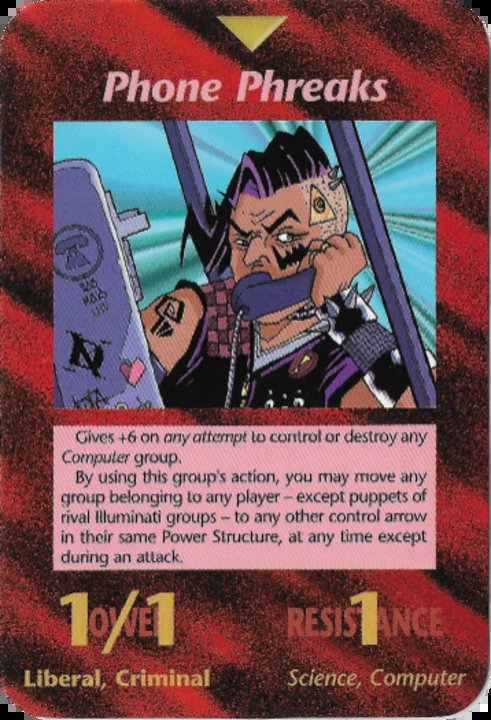 Phone Phreaks
Gives +6 on any attempt to control or destroy any
Computer group.
By using this group's action, you may move any
group belonging to any player – except puppets of
rival Illuminati groups – to any other control arrow
in their same Power Structure, at any time except
during an attack.
1/1 POWER RESISTANCE 1
Liberal, Criminal Science, Computer